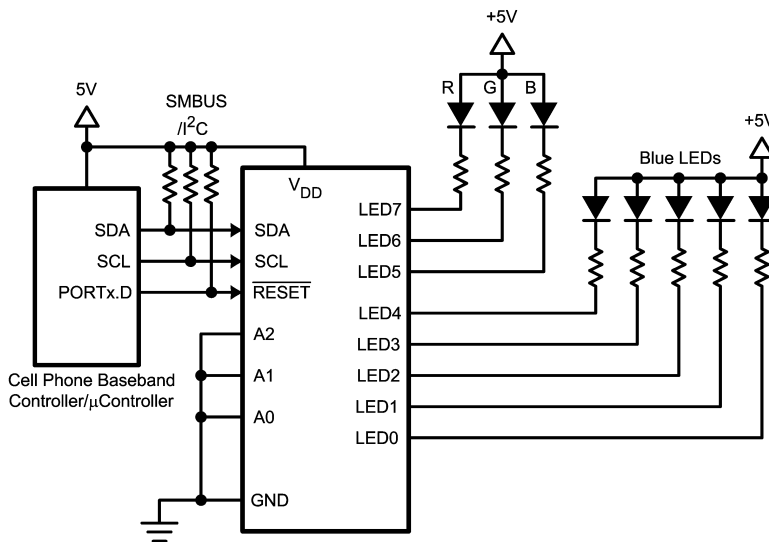 +5V
5V
SMBUS
/I²C
R G B
+5V
Blue LEDs
VDD
LED7
SDA
SDA
LED6
SCL
SCL
LED5
PORTx.D
RESET
LED4
A2
LED3
Cell Phone Baseband
Controller/μController
A1
LED2
A0
LED1
LED0
GND